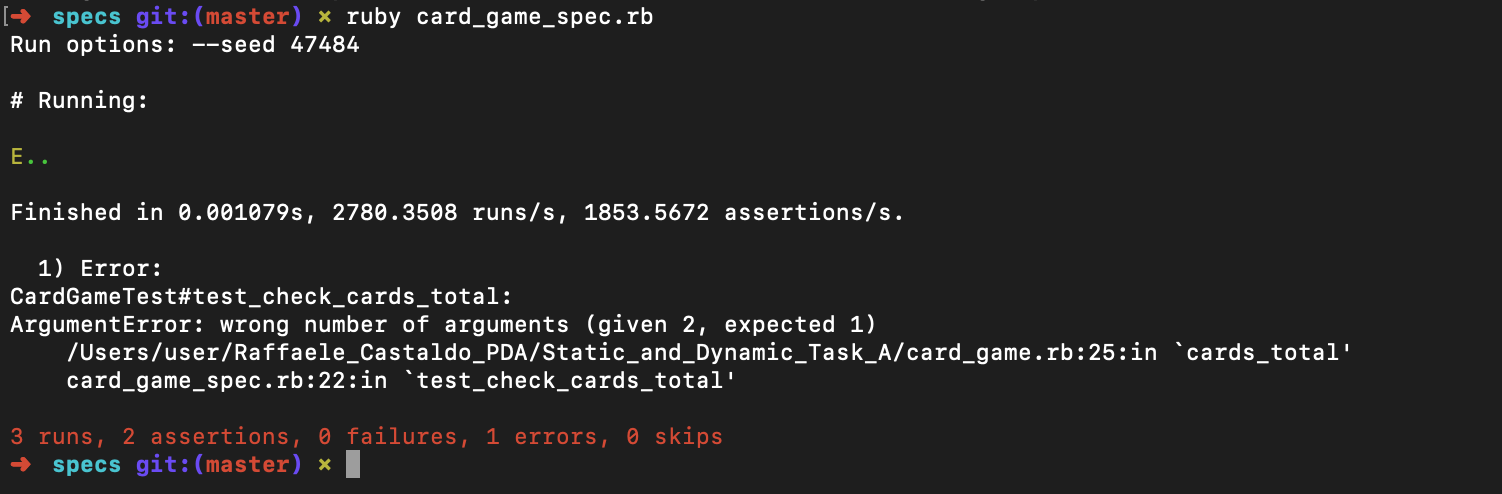 [➜ specs git:(master) ✗ ruby card_game_spec.rb
Run options: --seed 47484
# Running:
E..
Finished in 0.001079s, 2780.3508 runs/s, 1853.5672 assertions/s.
1) Error:
CardGameTest#test_check_cards_total:
ArgumentError: wrong number of arguments (given 2, expected 1)
/Users/user/Raffaele_Castaldo_PDA/Static_and_Dynamic_Task_A/card_game.rb:25:in `cards_total'
card_game_spec.rb:22:in `test_check_cards_total'
3 runs, 2 assertions, 0 failures, 1 errors, 0 skips
➜ specs git:(master) ✗